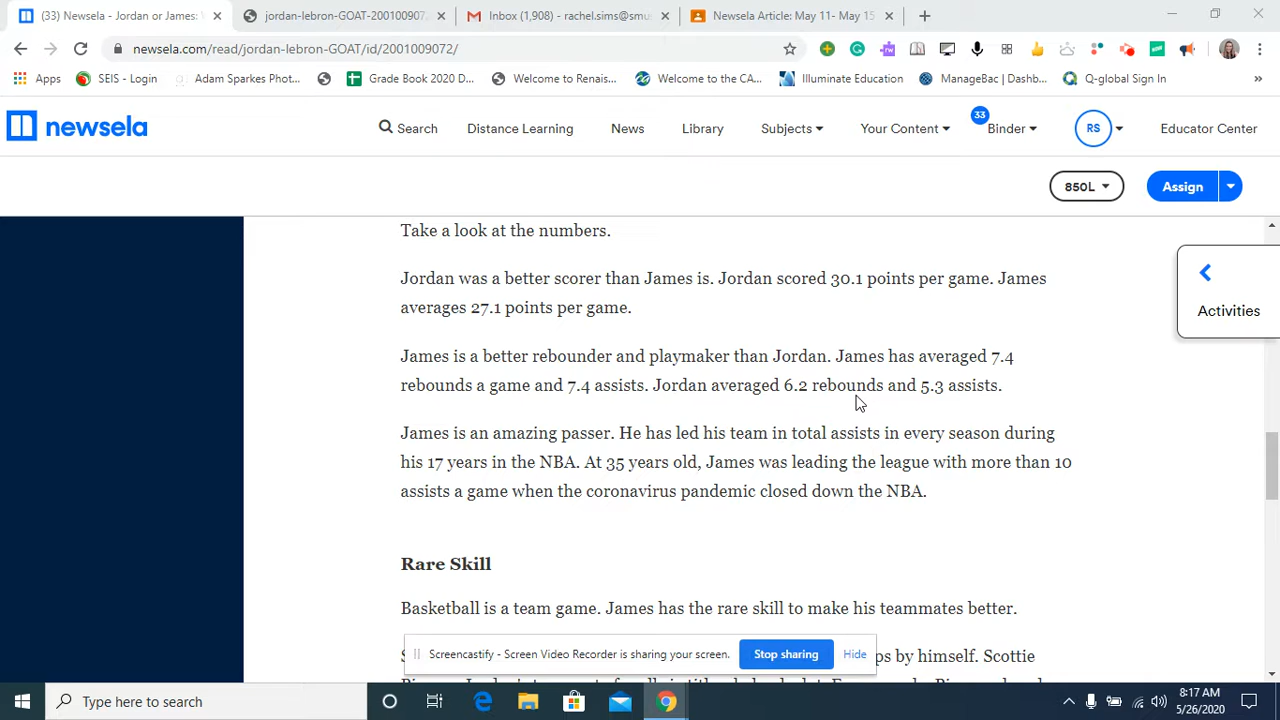 (33) Newsela - Jordan or James:
jordan-lebron-GOAT-200100907
Inbox (1,908) - rachel.sims@smu
Newsela Article: May 11- May 15
newsela.com/read/jordan-lebron-GOAT/id/2001009072/
Apps
SEIS - Login
Adam Sparkes Phot...
Grade Book 2020 D...
Welcome to Renais...
Welcome to the CA...
Illuminate Education
ManageBac | Dashb...
Q-global Sign In
newsela
Search
Distance Learning
News
Library
Subjects
Your Content
33
Binder
RS
Educator Center
850L
Assign
Take a look at the numbers.
Jordan was a better scorer than James is. Jordan scored 30.1 points per game. James
averages 27.1 points per game.
James is a better rebounder and playmaker than Jordan. James has averaged 7.4
rebounds a game and 7.4 assists. Jordan averaged 6.2 rebounds and 5.3 assists.
James is an amazing passer. He has led his team in total assists in every season during
his 17 years in the NBA. At 35 years old, James was leading the league with more than 10
assists a game when the coronavirus pandemic closed down the NBA.
Activities
Rare Skill
Basketball is a team game. James has the rare skill to make his teammates better.
by himself. Scottie
Screencastify - Screen Video Recorder is sharing your screen.
Stop sharing
Hide
Type here to search
8:17 AM
5/26/2020